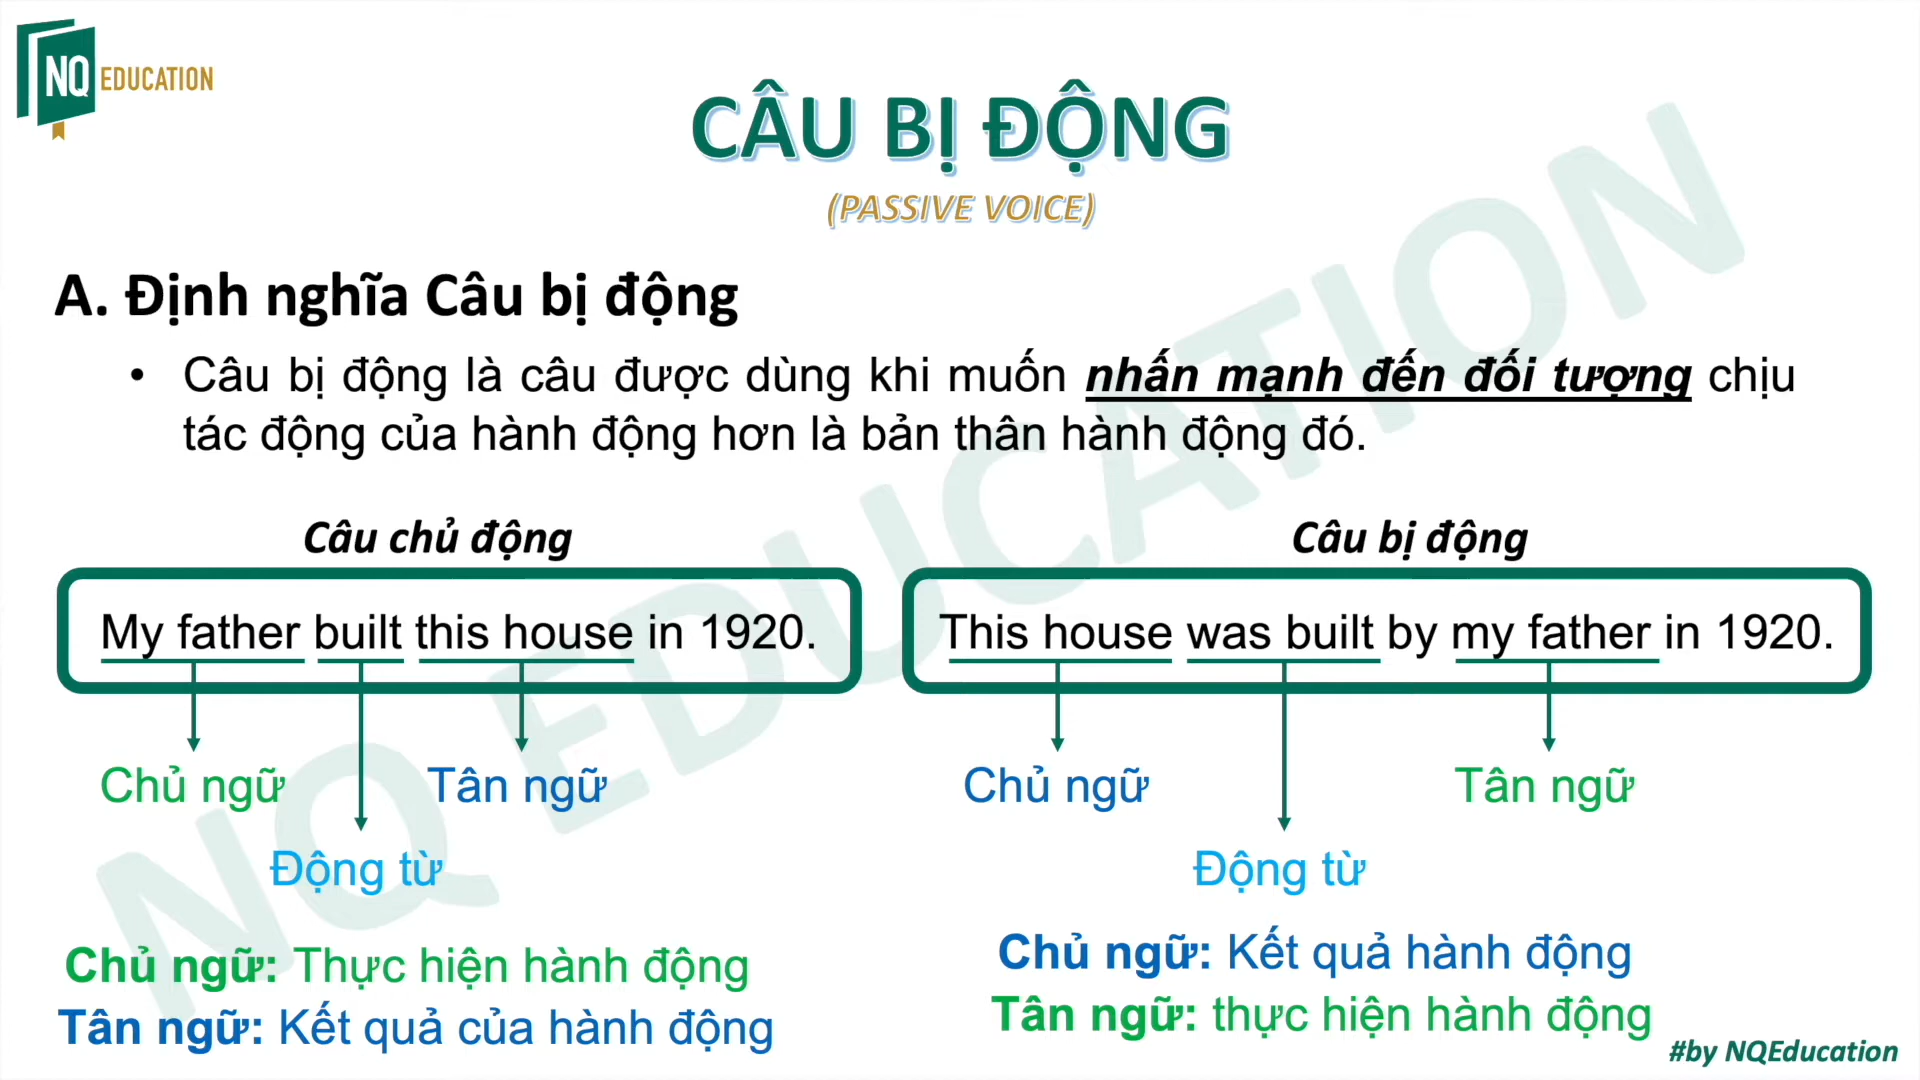 NQ EDUCATION
CÂU BỊ ĐỘNG
(PASSIVE VOICE)
A. Định nghĩa Câu bị động
• Câu bị động là câu được dùng khi muốn nhấn mạnh đến đối tượng chịu
tác động của hành động hơn là bản thân hành động đó.
Câu chủ động
My father built this house in 1920.
Chủ ngữ
Tân ngữ
Động từ
Chủ ngữ: Thực hiện hành động
Tân ngữ: Kết quả của hành động
Câu bị động
This house was built by my father in 1920.
Chủ ngữ
Tân ngữ
Động từ
Chủ ngữ: Kết quả hành động
Tân ngữ: thực hiện hành động
#by NQEducation
NQ EDUCATION